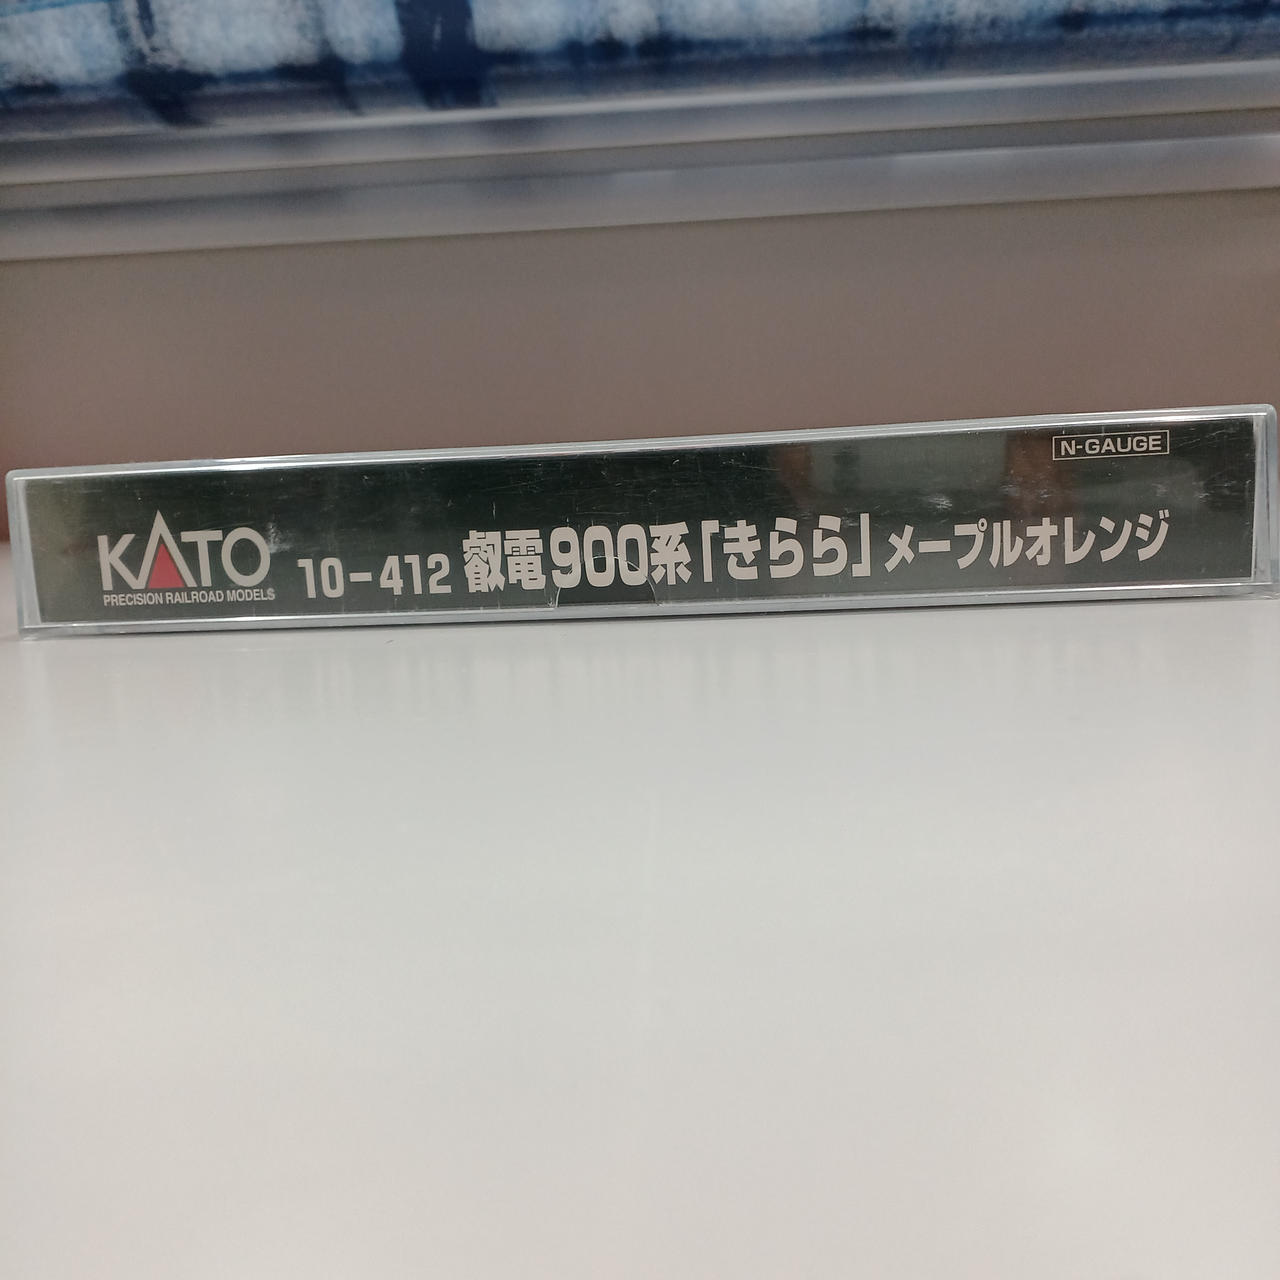 N-GAUGE
KATO
PRECISION RAILROAD MODELS
10-412 叡電900系「きらら」メープルオレンジ